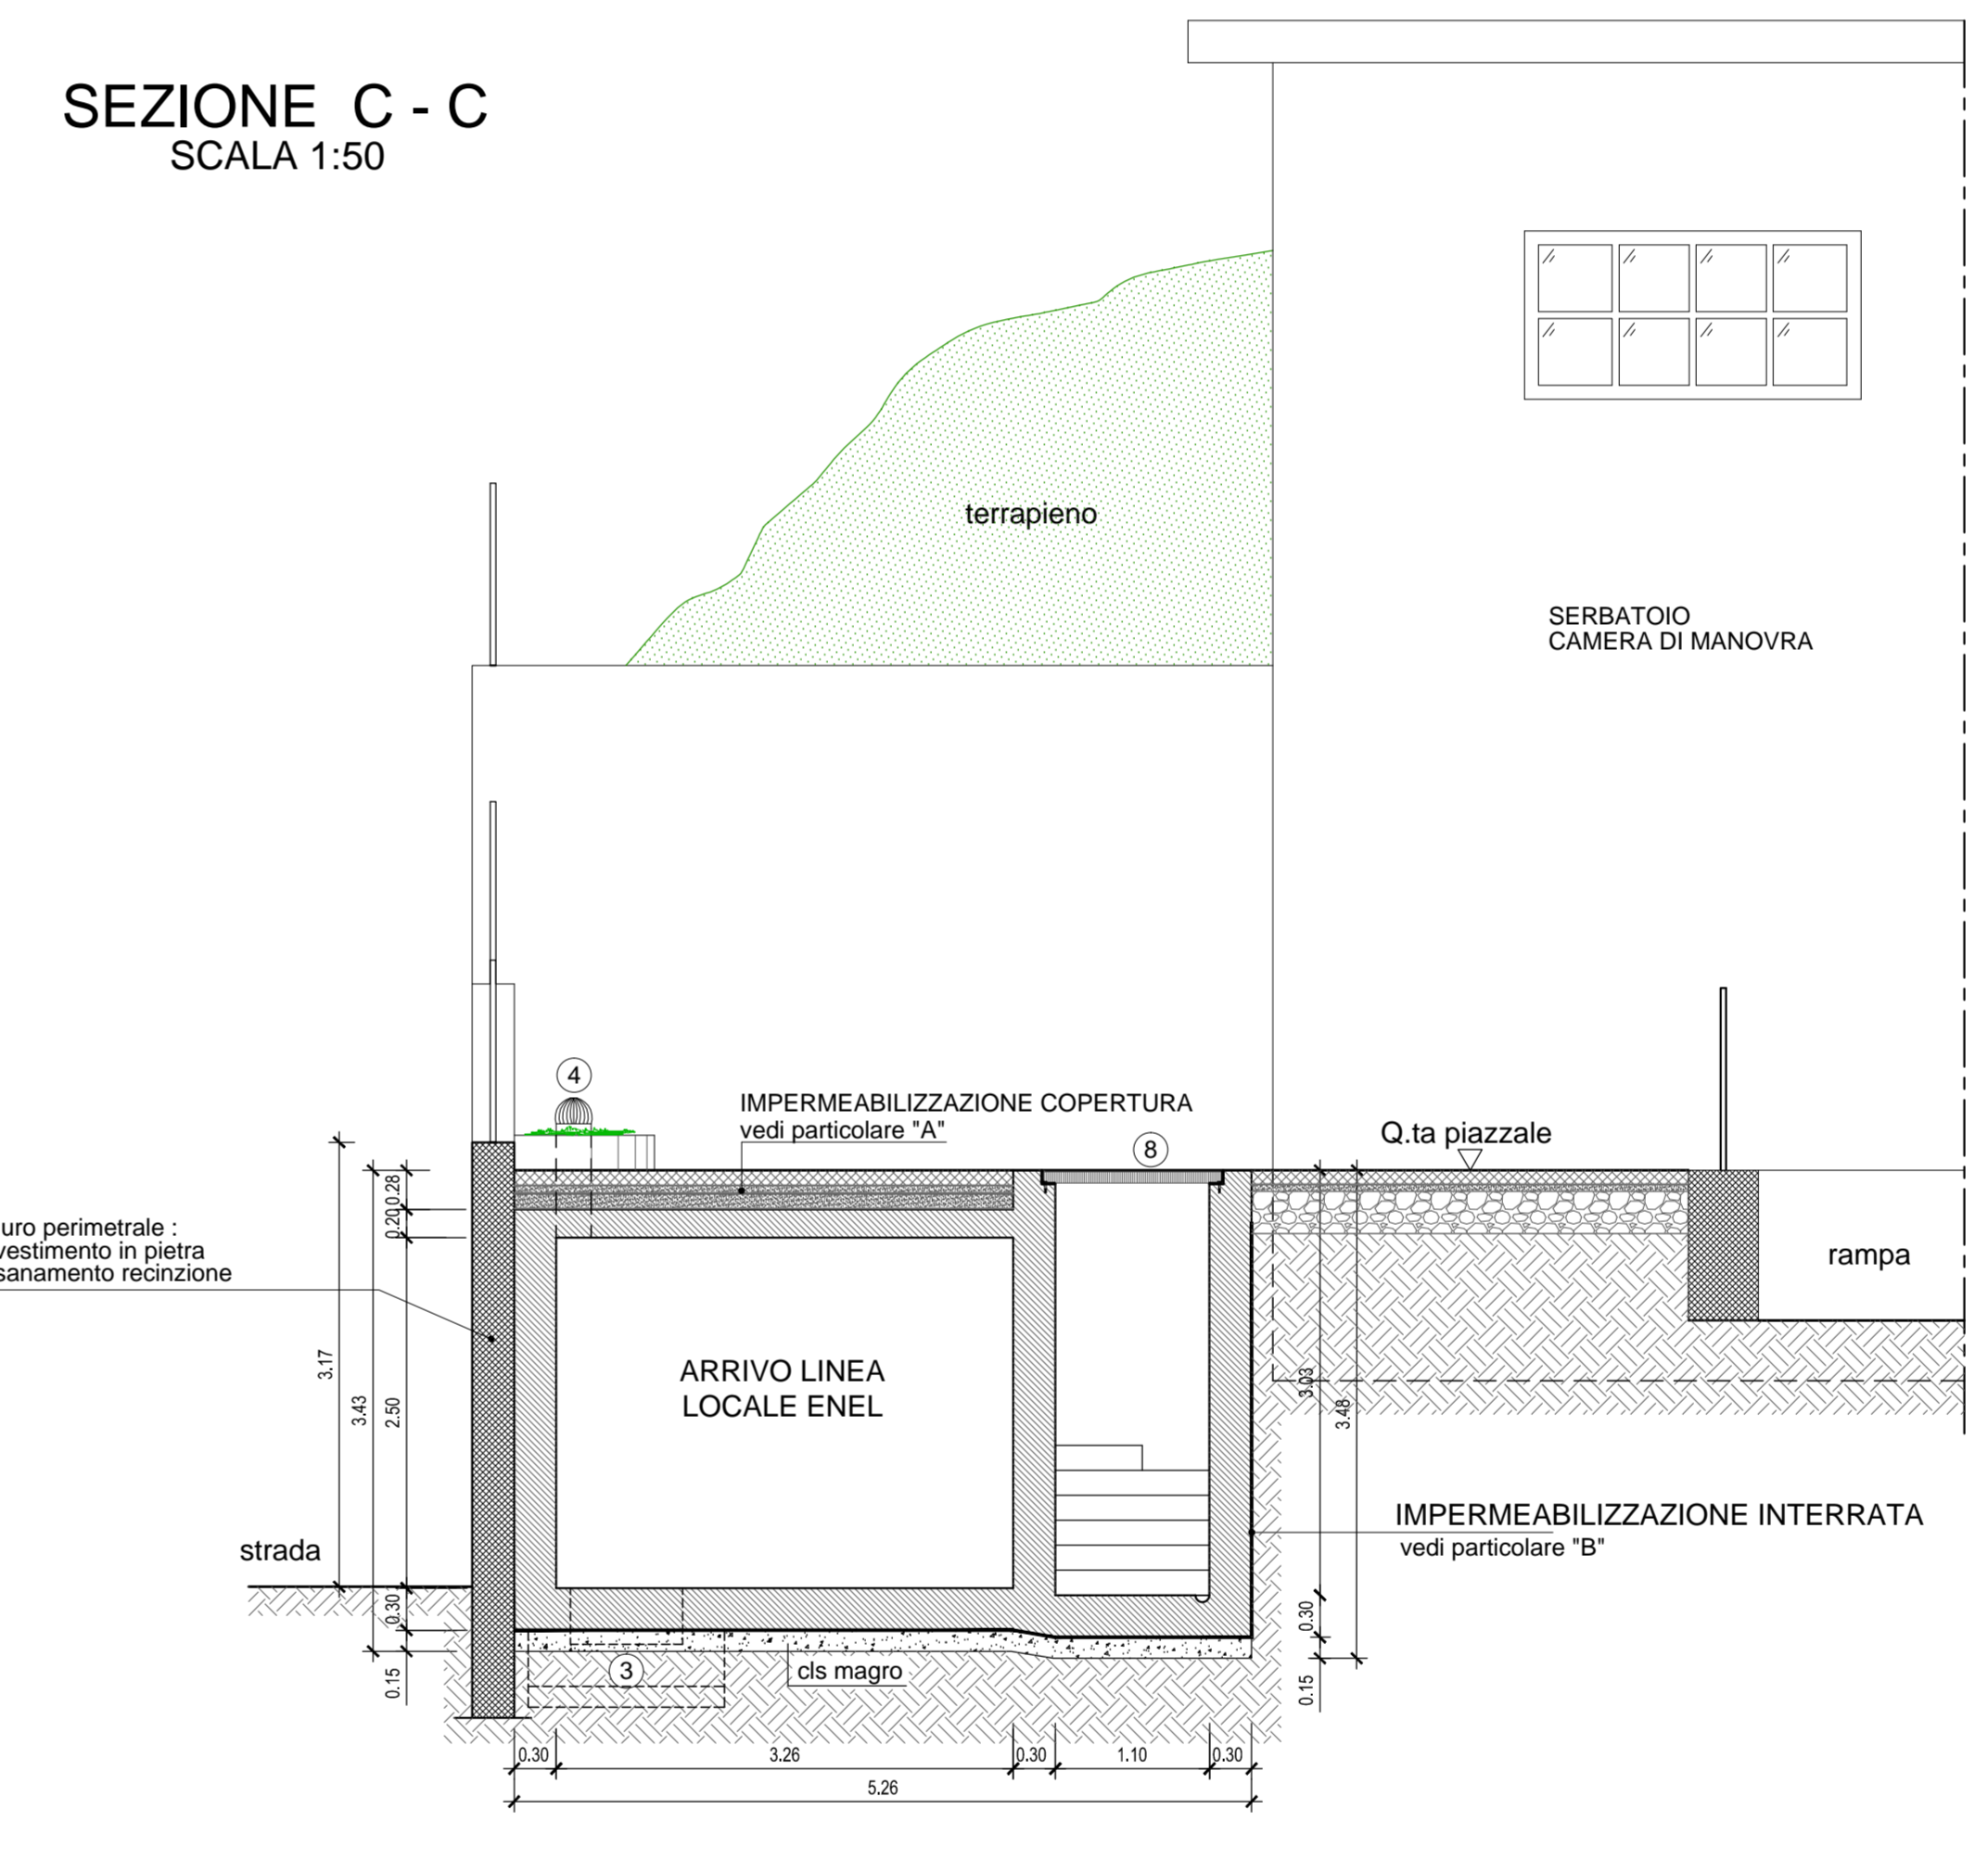 SEZIONE C - C
SCALA 1:50
terrapieno
SERBATOIO
CAMERA DI MANOVRA
4
IMPERMEABILIZZAZIONE COPERTURA
vedi particolare "A"
8
Q.ta piazzale
0.28
0.20
uro perimetrale :
vestimento in pietra
sanamento recinzione
rampa
3.17
3.43
2.50
ARRIVO LINEA
LOCALE ENEL
3.03
3.48
IMPERMEABILIZZAZIONE INTERRATA
vedi particolare "B"
strada
0.30
0.30
0.15
3
cls magro
0.15
0.30
3.26
0.30
1.10
0.30
5.26